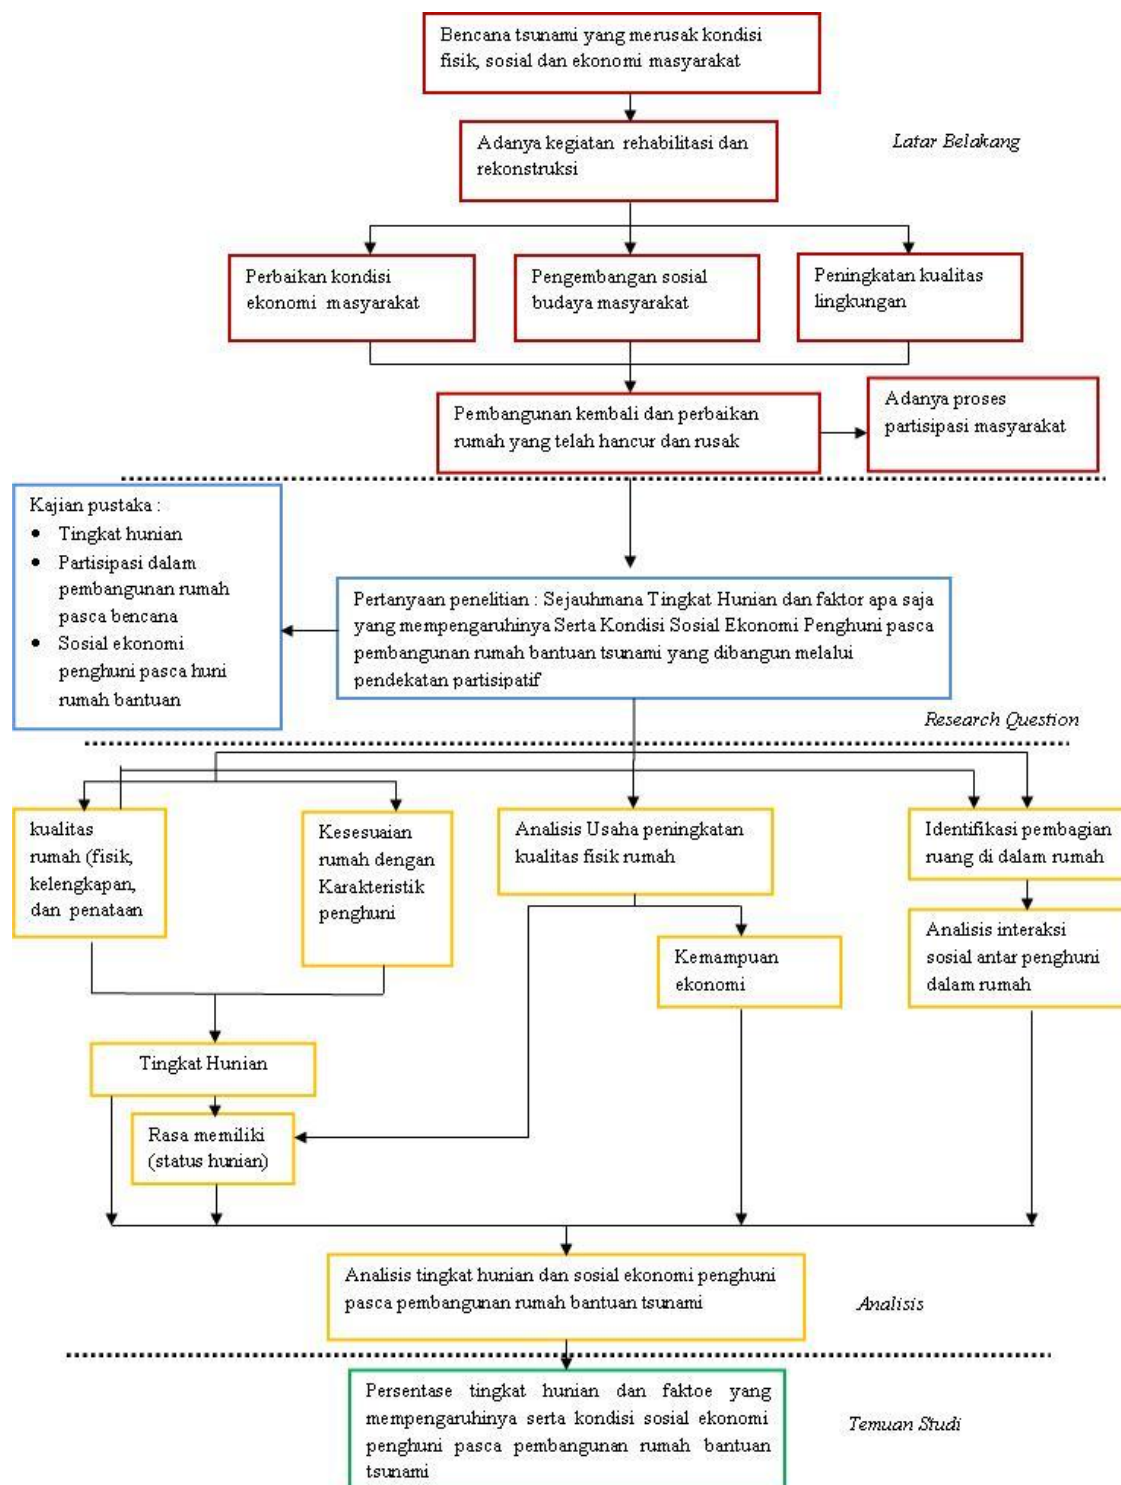 Bencana tsunami yang merusak kondisi
fisik, sosial dan ekonomi masyarakat
Adanya kegiatan rehabilitasi dan
rekonstruksi
Latar Belakang
Perbaikan kondisi
ekonomi masyarakat
Pengembangan sosial
budaya masyarakat
Peningkatan kualitas
lingkungan
Pembangunan kembali dan perbaikan
rumah yang telah hancur dan rusak
Adanya proses
partisipasi masyarakat
Kajian pustaka :
• Tingkat hunian
• Partisipasi dalam
pembangunan rumah
pasca bencana
• Sosial ekonomi
penghuni pasca huni
rumah bantuan
Pertanyaan penelitian : Sejauhmana Tingkat Hunian dan faktor apa saja
yang mempengaruhinya Serta Kondisi Sosial Ekonomi Penghuni pasca
pembangunan rumah bantuan tsunami yang dibangun melalui
pendekatan partisipatif
Research Question
kualitas
rumah (fisik,
kelengkapan,
dan penataan
Kesesuaian
rumah dengan
Karakteristik
penghuni
Analisis Usaha peningkatan
kualitas fisik rumah
Identifikasi pembagian
ruang di dalam rumah
Kemampuan
ekonomi
Analisis interaksi
sosial antar penghuni
dalam rumah
Tingkat Hunian
Rasa memiliki
(status hunian)
Analisis tingkat hunian dan sosial ekonomi penghuni
pasca pembangunan rumah bantuan tsunami
Analisis
Persentase tingkat hunian dan faktoe yang
mempengaruhinya serta kondisi sosial ekonomi
penghuni pasca pembangunan rumah bantuan
tsunami
Temuan Studi